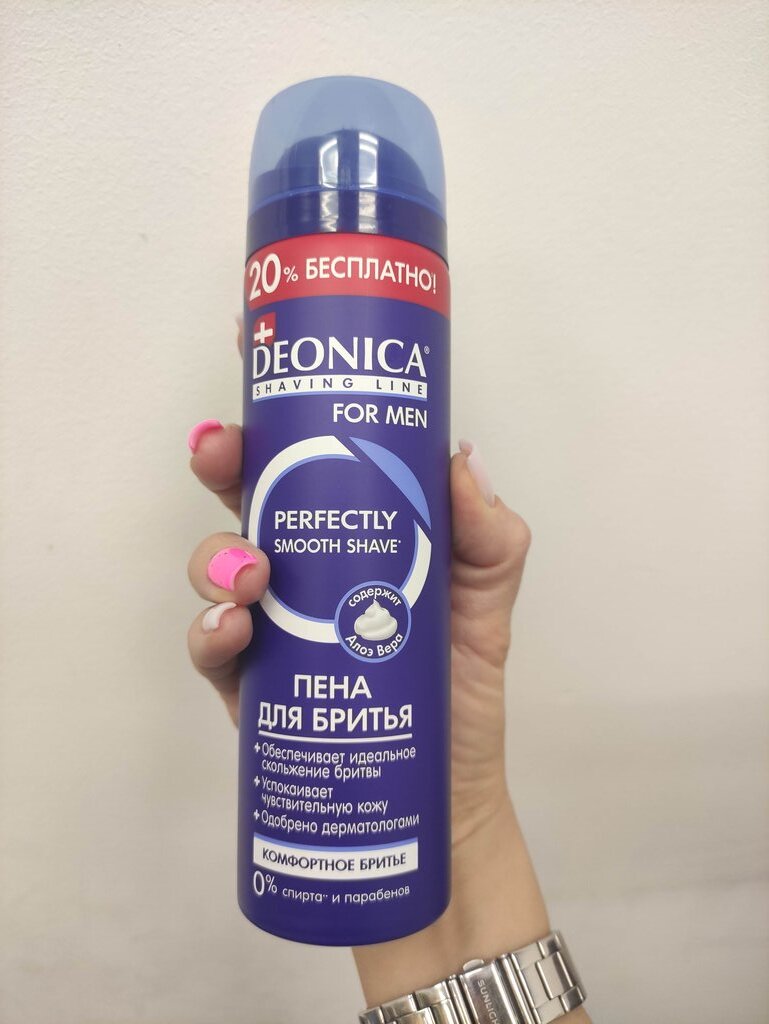 20% БЕСПЛАТНО!
DEONICA®
SHAVING LINE
FOR MEN
PERFECTLY
SMOOTH SHAVE*
содержит
Алоэ Вера
ПЕНА
ДЛЯ БРИТЬЯ
+ Обеспечивает идеальное
скольжение бритвы
+ Успокаивает
чувствительную кожу
+ Одобрено дерматологами
КОМФОРТНОЕ БРИТЬЕ
0% спирта** и парабенов
SUNLIGHT